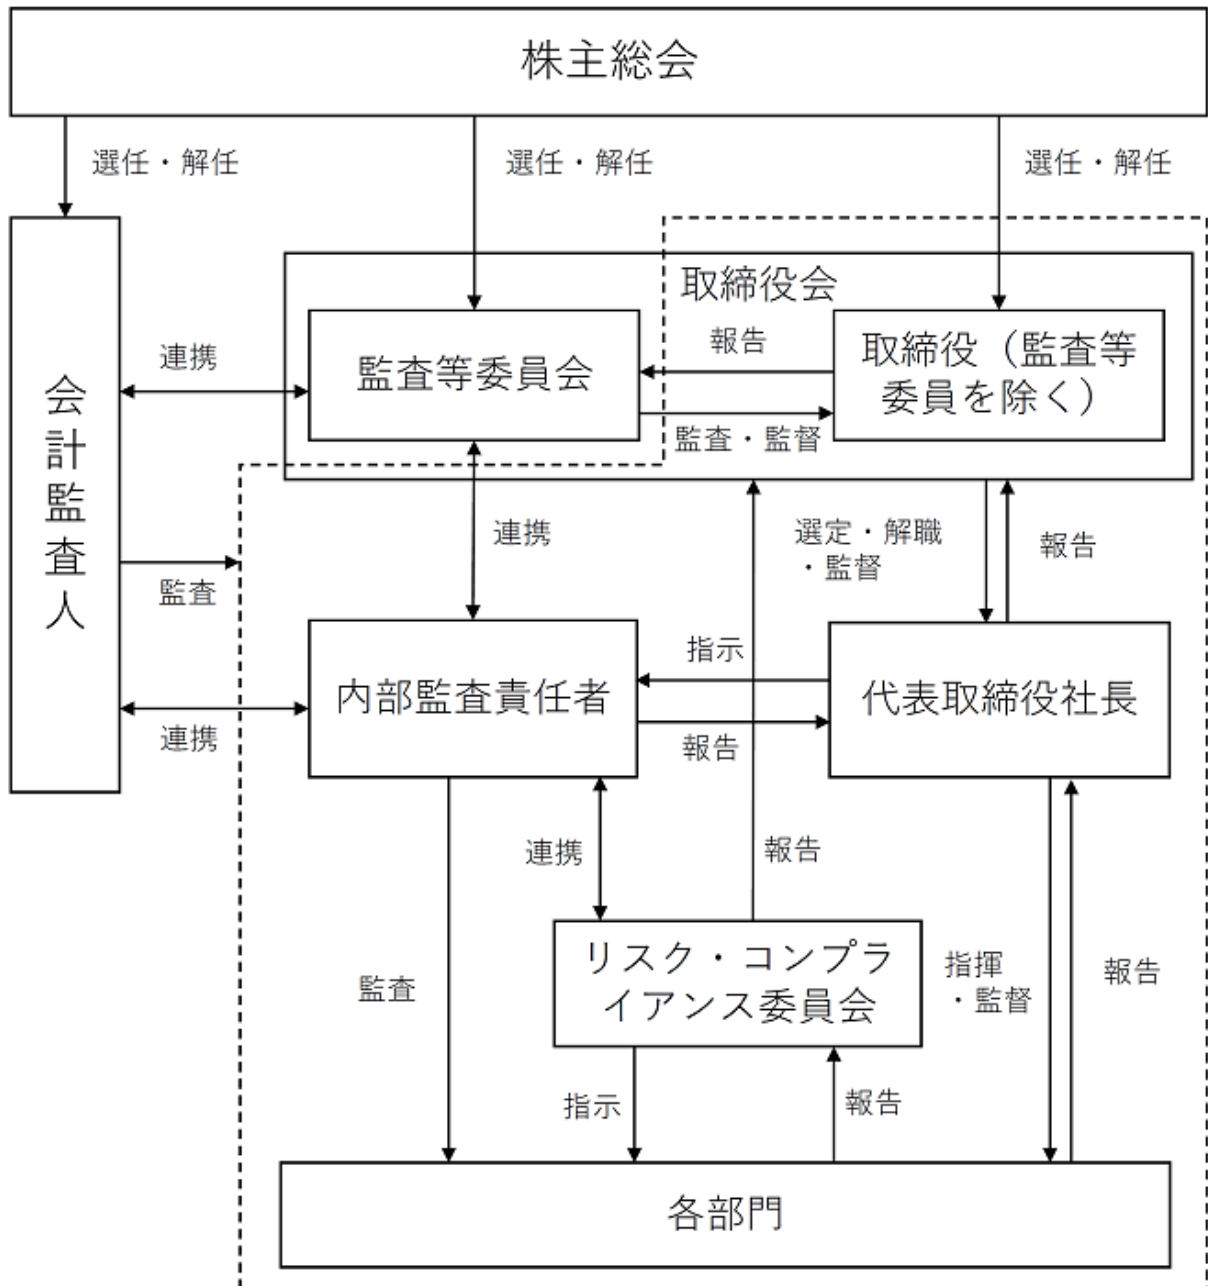 株主総会
選任・解任
選任・解任
選任・解任
取締役会
会計監査人
連携
監査等委員会
報告
監査・監督
取締役（監査等
委員を除く）
監査
連携
選定・解職
・監督
報告
連携
内部監査責任者
指示
報告
代表取締役社長
連携
報告
監査
リスク・コンプラ
イアンス委員会
指揮
・監督
報告
指示
報告
各部門